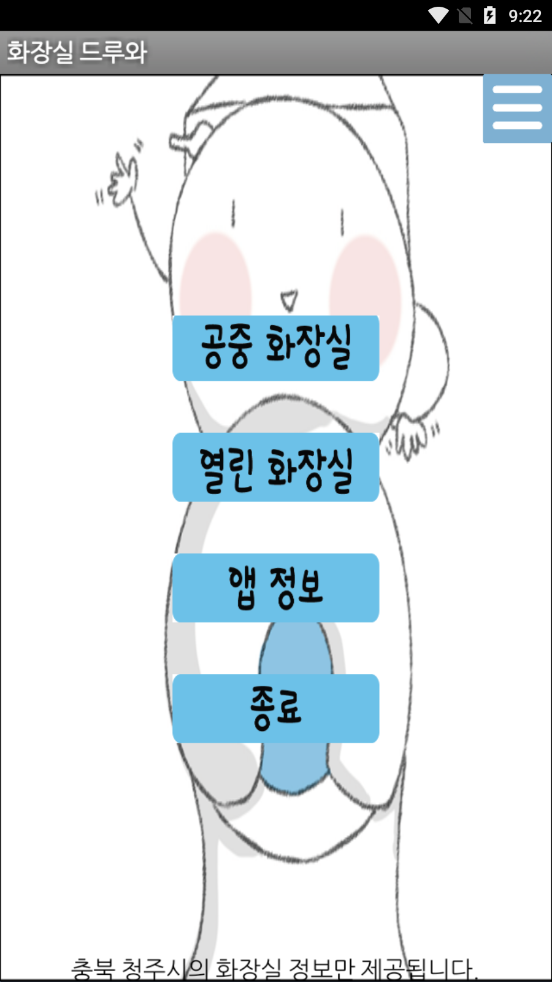 9:22
화장실 드루와
공중 화장실
열린 화장실
앱 정보
종료
충북 청주시의 화장실 정보만 제공됩니다.